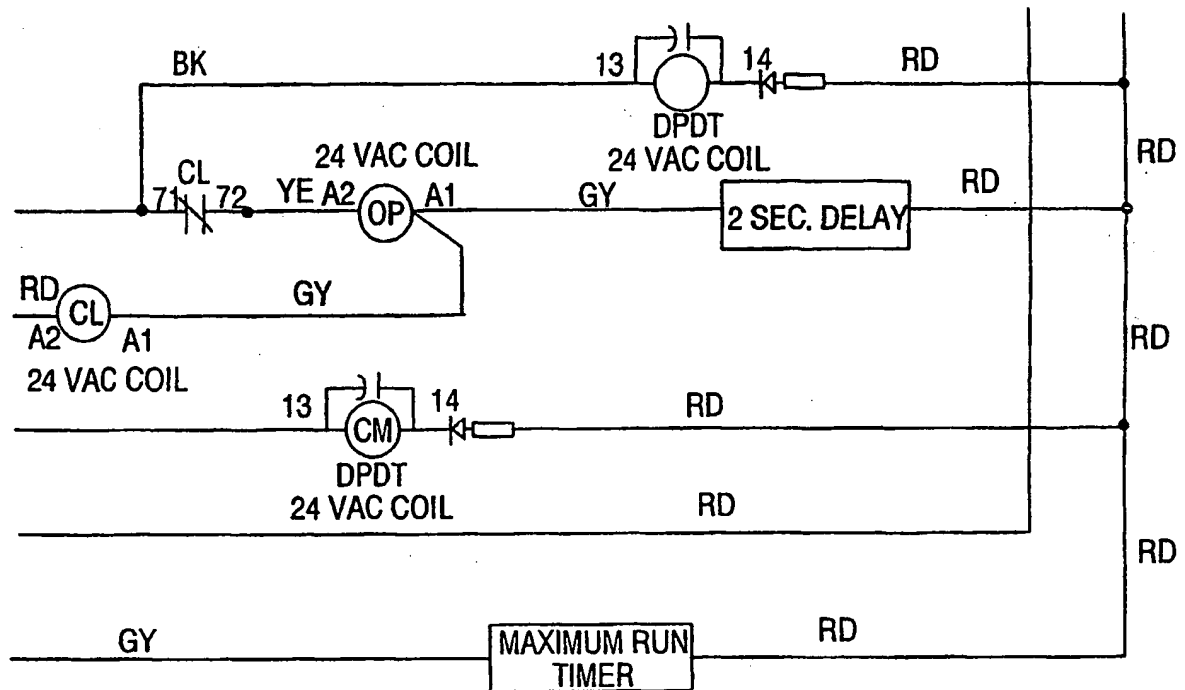 BK
13
14
RD
DPDT
24 VAC COIL
RD
24 VAC COIL
CL
71
72
YE A2
OP
A1
GY
2 SEC. DELAY
RD
RD
CL
A2
A1
GY
24 VAC COIL
RD
13
14
CM
RD
DPDT
24 VAC COIL
RD
RD
GY
MAXIMUM RUN
TIMER
RD